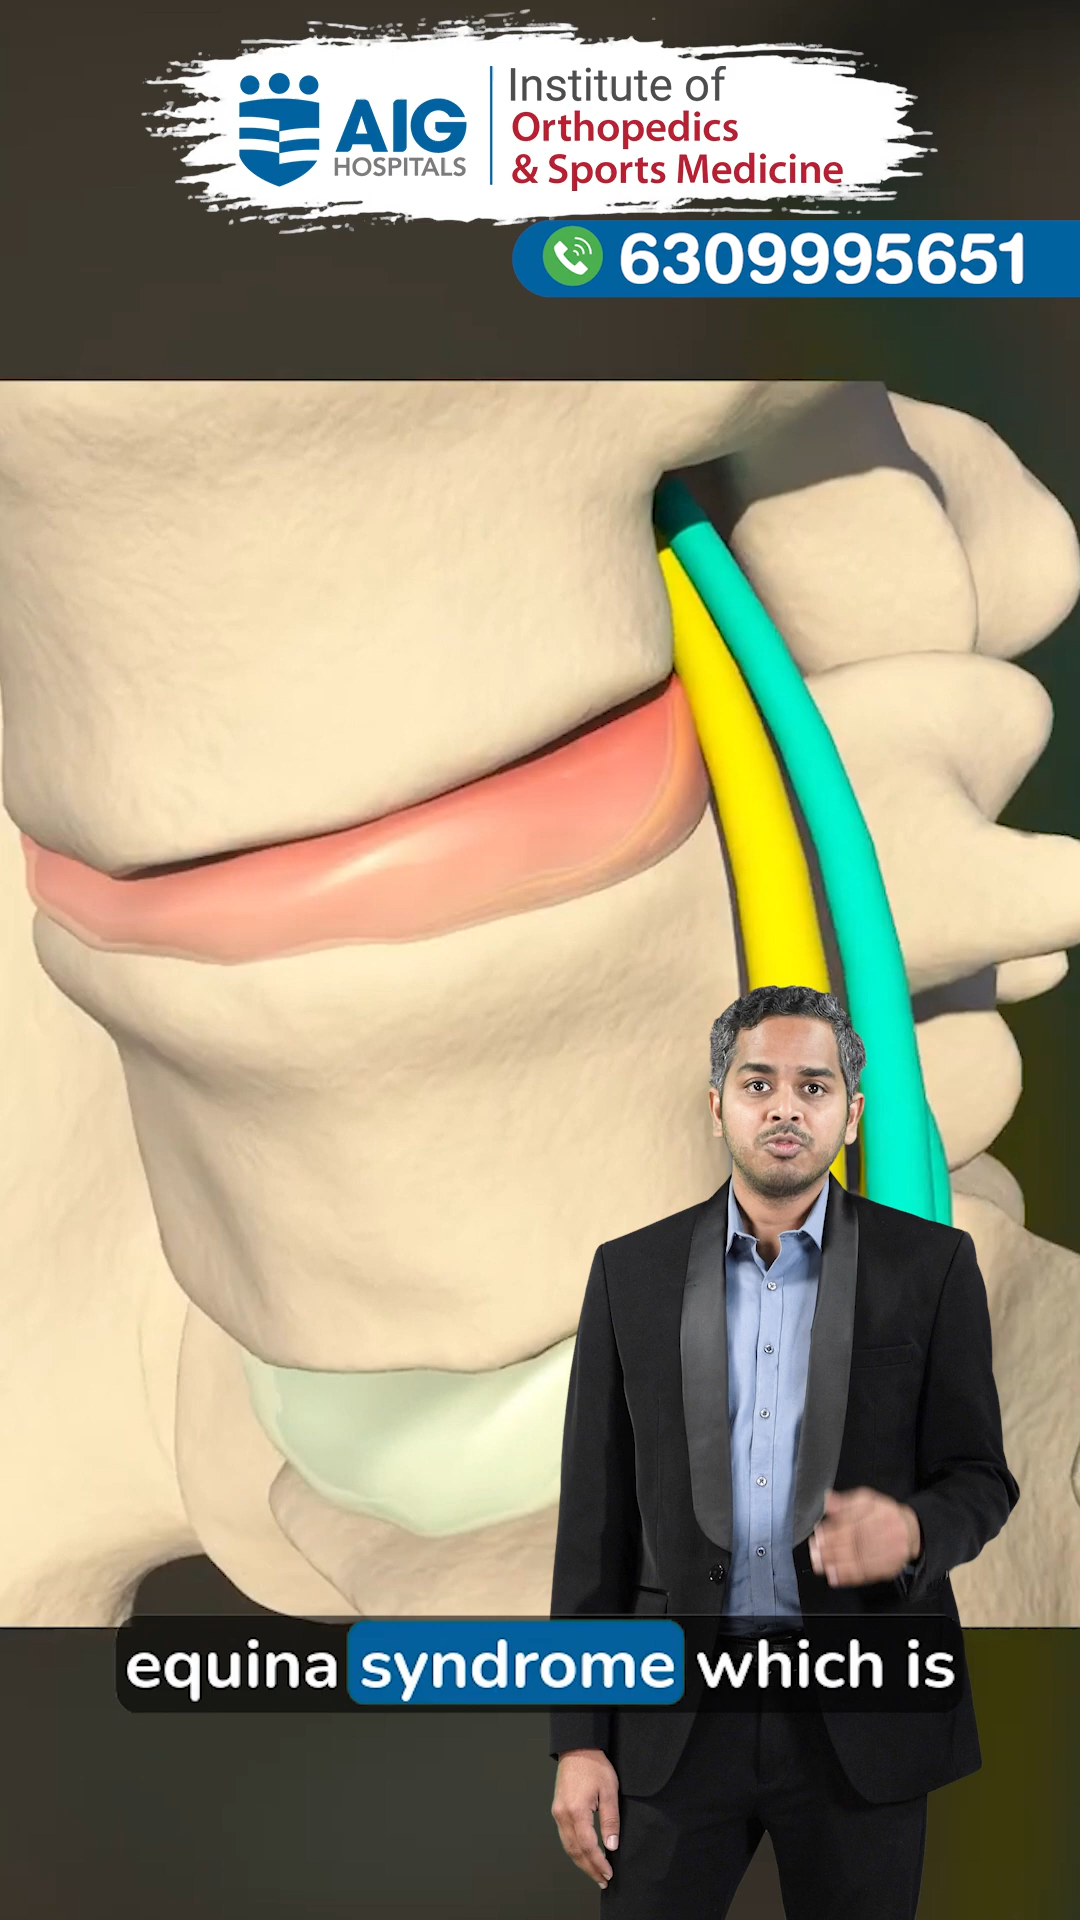 AIG
HOSPITALS
Institute of
Orthopedics
& Sports Medicine
6309995651
equina syndrome which is